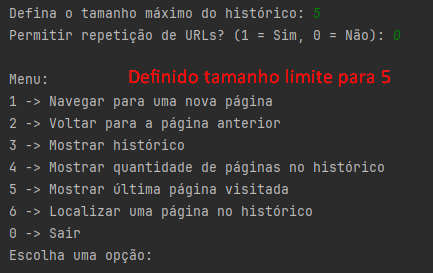 Defina o tamanho máximo do histórico: 5
Permitir repetição de URLs? (1 = Sim, 0 = Não): 0
Menu:
Definido tamanho limite para 5
1 -> Navegar para uma nova página
2 -> Voltar para a página anterior
3 -> Mostrar histórico
4 -> Mostrar quantidade de páginas no histórico
5 -> Mostrar última página visitada
6 -> Localizar uma página no histórico
0 -> Sair
Escolha uma opção: